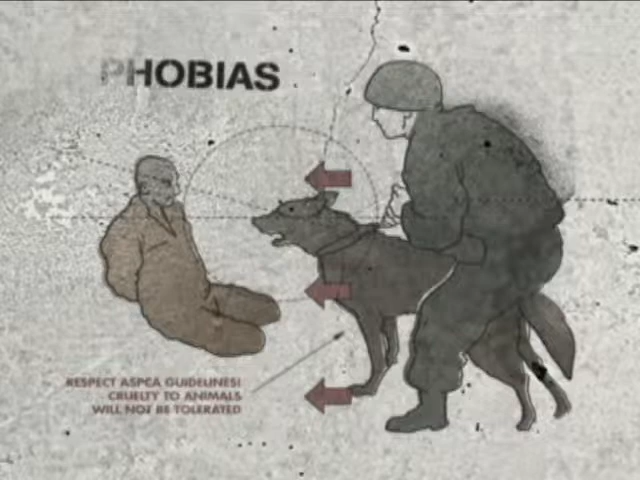 PHOBIAS
RESPECT ASPCA GUIDELINES!
CRUELTY TO ANIMALS
WILL NOT BE TOLERATED